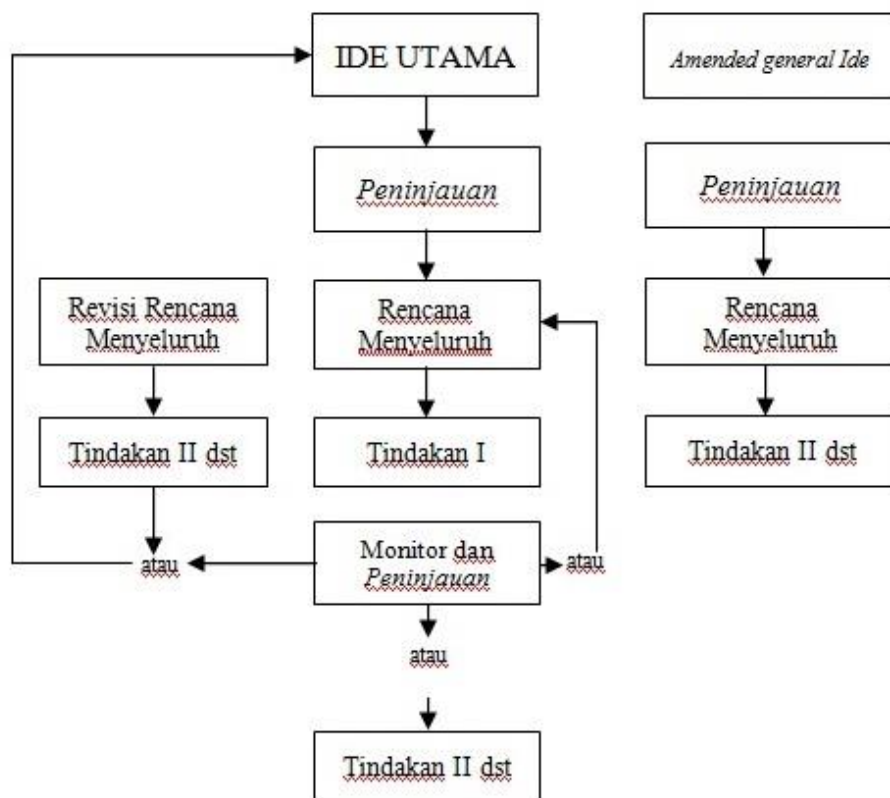 IDE UTAMA
Amended general Ide
Peninjauan
Peninjauan
Revisi Rencana
Menyeluruh
Rencana
Menyeluruh
Rencana
Menyeluruh
Tindakan II dst
Tindakan I
Tindakan II dst
atau
Monitor dan
Peninjauan
atau
atau
Tindakan II dst